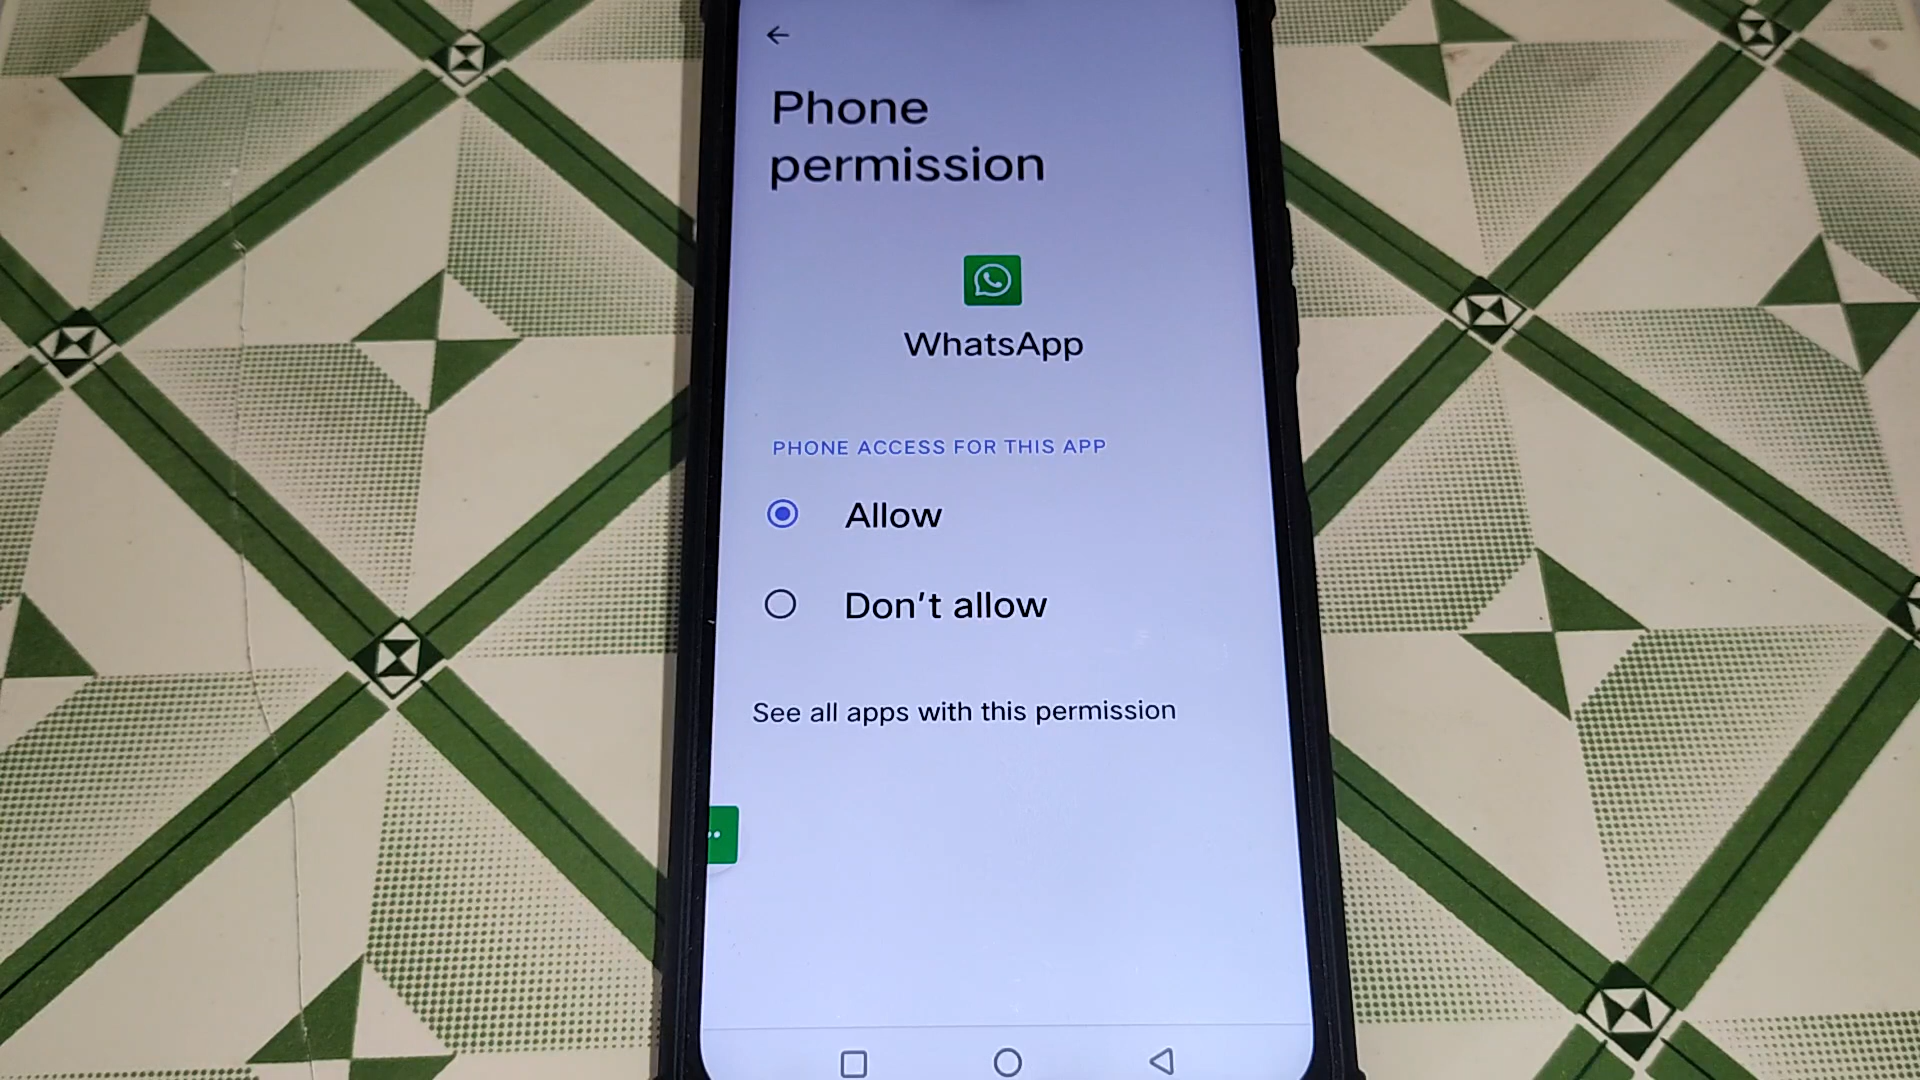 Phone
permission
WhatsApp
PHONE ACCESS FOR THIS APP
Allow
Don't allow
See all apps with this permission